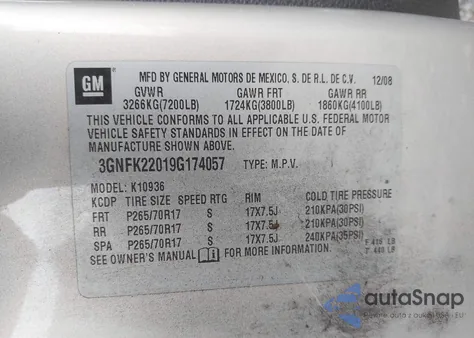 GM
MFD BY GENERAL MOTORS DE MEXICO, S. DE R.L. DE C.V. 12/08
GVWR GAWR FRT GAWR RR
3266KG(7200LB) 1724KG(3800LB) 1860KG(4100LB)
THIS VEHICLE CONFORMS TO ALL APPLICABLE U.S. FEDERAL MOTOR
VEHICLE SAFETY STANDARDS IN EFFECT ON THE DATE OF
MANUFACTURE SHOWN ABOVE.
3GNFK22019G174057 TYPE: M.P.V.
MODEL: K10936
KCDP TIRE SIZE SPEED RTG RIM COLD TIRE PRESSURE
FRT P265/70R17 S 17X7.5J 210KPA(30PSI)
RR P265/70R17 S 17X7.5J 210KPA(30PSI)
SPA P265/70R17 S 17X7.5J 240KPA(35PSI)
SEE OWNER'S MANUAL FOR MORE INFORMATION
autoSnap